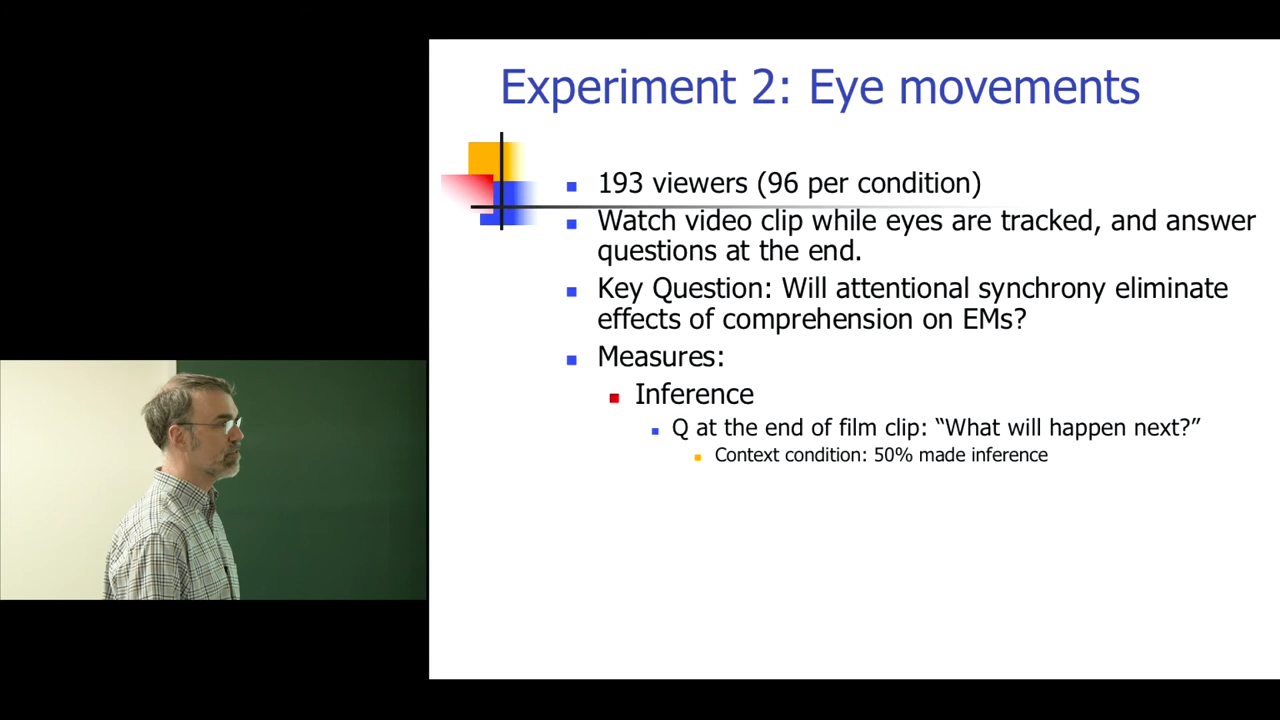 Experiment 2: Eye movements
193 viewers (96 per condition)
Watch video clip while eyes are tracked, and answer
questions at the end.
Key Question: Will attentional synchrony eliminate
effects of comprehension on EMs?
Measures:
Inference
Q at the end of film clip: “What will happen next?”
Context condition: 50% made inference